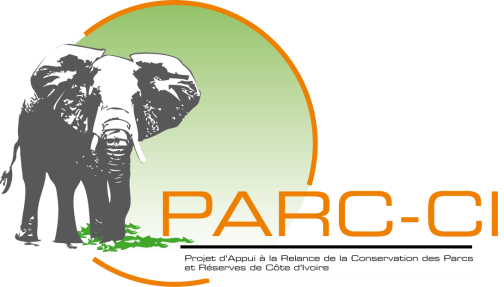 PARC-CI
Projet d'Appui à la Relance de la Conservation des Parcs
et Réserves de Côte d'Ivoire